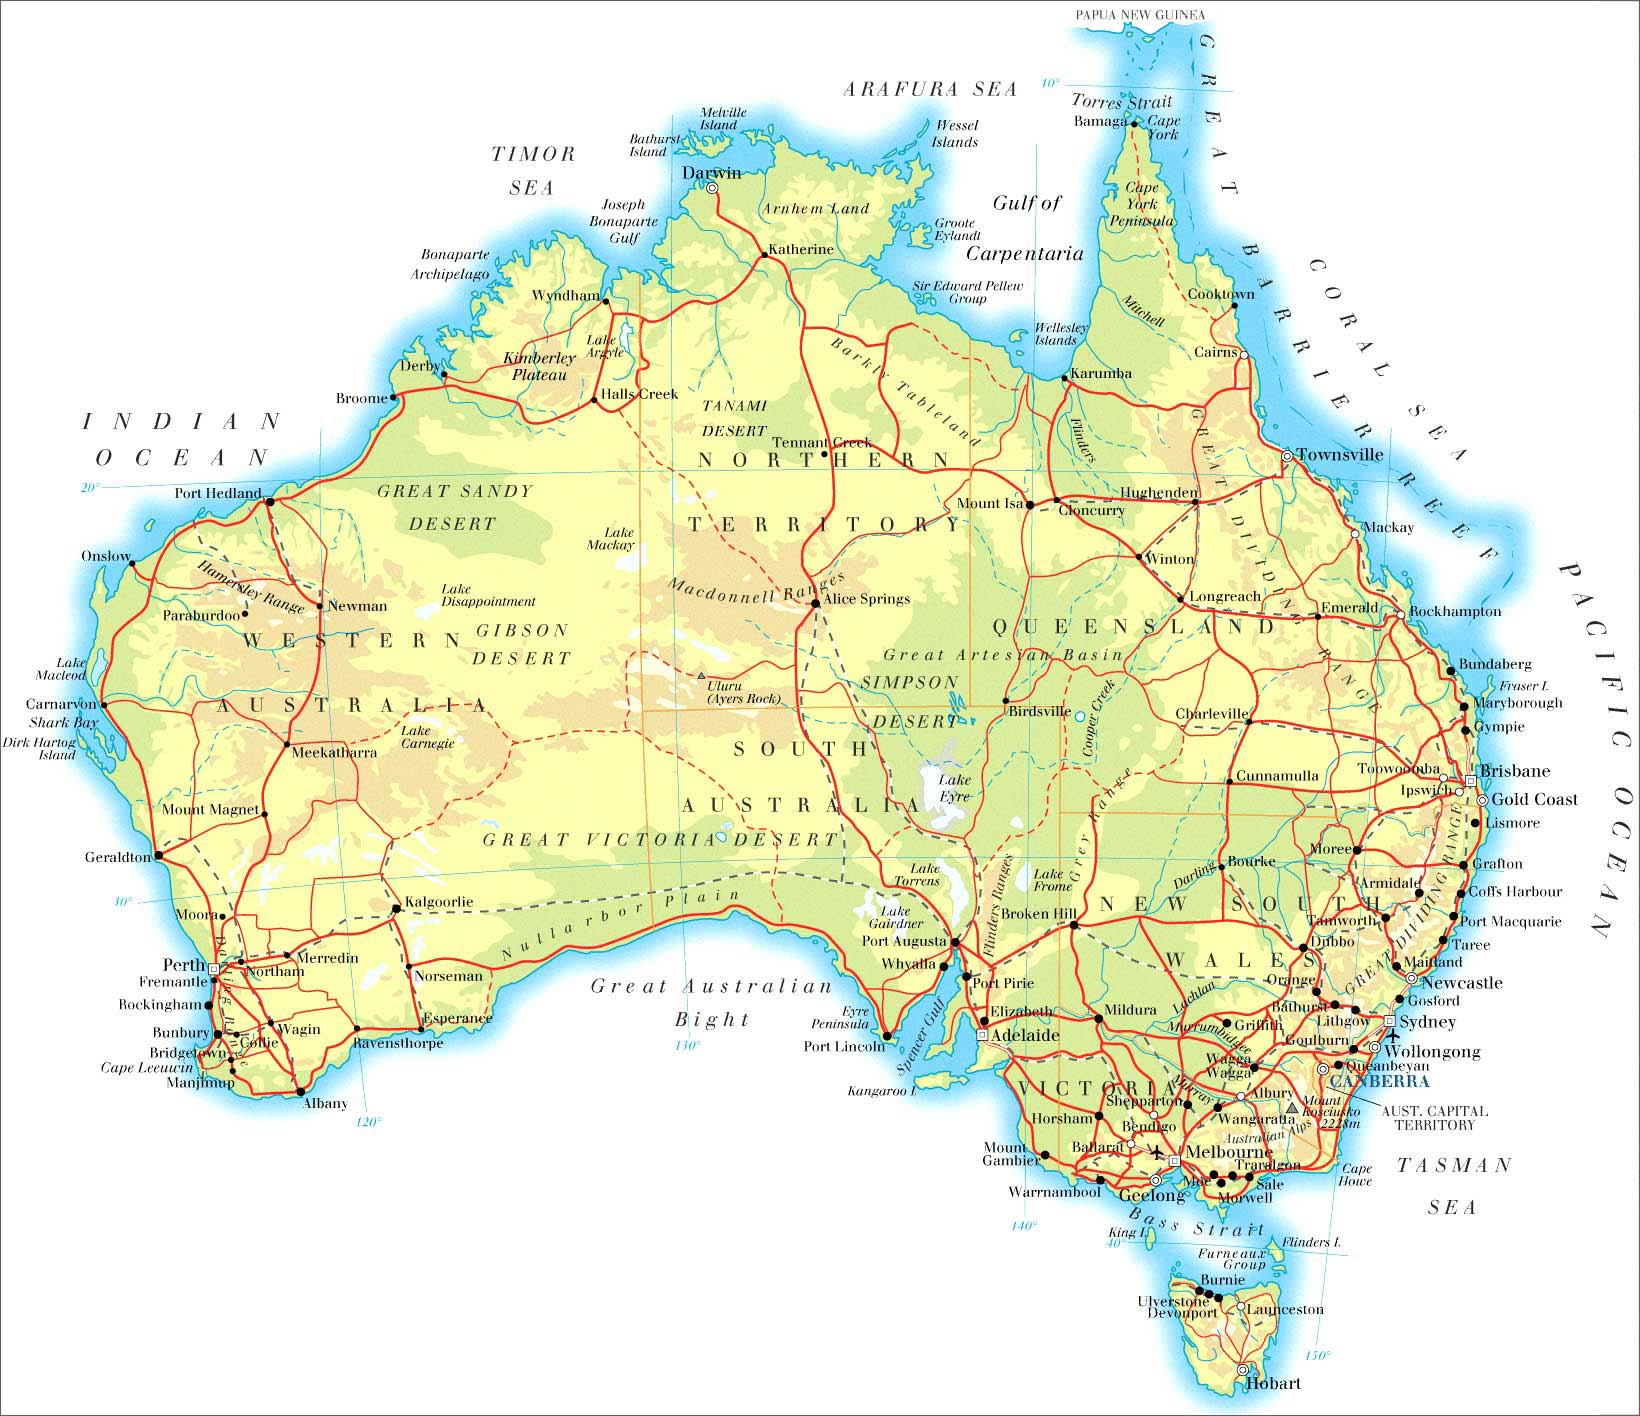 PAPUA NEW GUINEA
GREAT BARRIER REEF
ARAFURA SEA
10°
Torres Strait
Bamaga
Cape
York
Melville
Island
Bathurst
Island
Wessel
Islands
TIMOR
SEA
Darwin
Arnhem Land
Cape
York
Peninsula
Gulf of
Carpentaria
Joseph
Bonaparte
Gulf
Groote
Eylandt
Katherine
Bonaparte
Archipelago
CORAL SEA
Sir Edward Pellew
Group
Wyndham
Cooktown
Mitchell
Wellesley
Islands
Lake
Argyle
Kimberley
Plateau
Barkly Tableland
Cairns
Derby
Karumba
Broome
Halls Creek
TANAMI
DESERT
INDIAN
OCEAN
Flinders
GREAT DIVIDING RANGE
Tennant Creek
Townsville
NORTHERN
TERRITORY
20°
Port Hedland
GREAT SANDY
DESERT
Hughenden
Mount Isa
Cloncurry
Mackay
Lake
Mackay
Onslow
Winton
PACIFIC OCEAN
Hamersley Range
Macdonnell Ranges
Lake
Disappointment
Paraburdoo
Newman
Alice Springs
Longreach
Emerald
Rockhampton
WESTERN
AUSTRALIA
GIBSON
DESERT
QUEENSLAND
Great Artesian Basin
Lake
Macleod
Bundaberg
Uluru
(Ayers Rock)
SIMPSON
DESERT
Fraser I.
Carnarvon
Maryborough
Shark Bay
Birdsville
Cooper Creek
Charleville
Gympie
Dirk Hartog
Island
Meekatharra
Lake
Carnegie
SOUTH
AUSTRALIA
Toowoomba
Brisbane
Cunnamulla
Ipswich
Lake
Eyre
Gold Coast
Mount Magnet
Grey Range
Lismore
GREAT VICTORIA DESERT
Moree
Geraldton
Bourke
Grafton
Darling
Lake
Torrens
Lake
Frome
Flinders Ranges
Armidale
Coffs Harbour
30°
Kalgoorlie
Nullarbor Plain
NEW SOUTH
WALES
Moora
Lake
Gairdner
Broken Hill
Tamworth
Port Macquarie
GREAT DIVIDING RANGE
Port Augusta
Dubbo
Taree
Perth
Merredin
Northam
Norseman
Whyalla
Maitland
Fremantle
Port Pirie
Orange
Newcastle
Darling Range
Great Australian
Bight
Lachlan
Rockingham
Bathurst
Gosford
Eyre
Peninsula
Elizabeth
Mildura
Lithgow
Sydney
Esperance
Bunbury
Wagin
Murrumbidgee
Griffith
Spencer Gulf
Adelaide
Goulburn
Collie
Ravensthorpe
Port Lincoln
130°
Wollongong
Bridgetown
Wagga
Wagga
Queanbeyan
Cape Leeuwin
CANBERRA
Manjimup
Kangaroo I.
VICTORIA
Murray
Albury
Albany
Shepparton
Mount
Kosciusko
2228m
AUST. CAPITAL
TERRITORY
120°
Horsham
Wangaratta
Bendigo
Australian Alps
Mount
Gambier
Ballarat
Melbourne
Traralgon
Cape
Howe
TASMAN
SEA
Warrnambool
Geelong
Moe
Sale
Morwell
140°
Bass Strait
King I.
40°
Flinders I.
Furneaux
Group
Burnie
Ulverstone
Devonport
Launceston
150°
Hobart